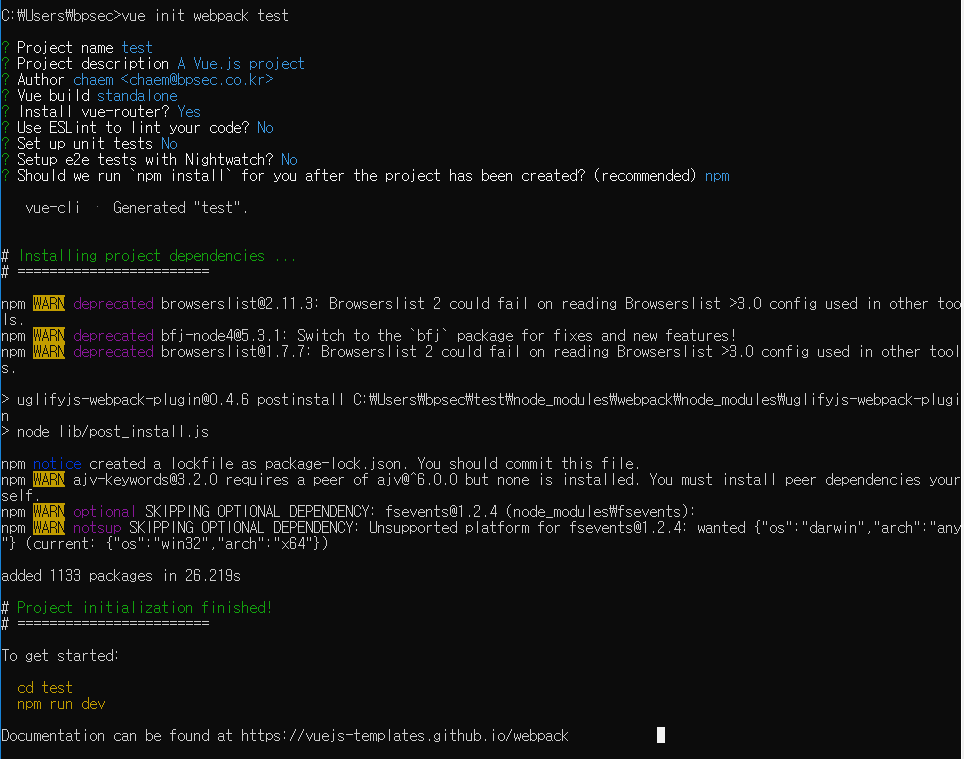 C:₩Users₩bpsec>vue init webpack test
? Project name test
? Project description A Vue.js project
? Author chaem <chaem@bpsec.co.kr>
? Vue build standalone
? Install vue-router? Yes
? Use ESLint to lint your code? No
? Set up unit tests No
? Setup e2e tests with Nightwatch? No
? Should we run `npm install` for you after the project has been created? (recommended) npm
vue-cli · Generated "test".
# Installing project dependencies ...
# ========================
npm WARN deprecated browserslist@2.11.3: Browserslist 2 could fail on reading Browserslist >3.0 config used in other too
ls.
npm WARN deprecated bfj-node4@5.3.1: Switch to the `bfj` package for fixes and new features!
npm WARN deprecated browserslist@1.7.7: Browserslist 2 could fail on reading Browserslist >3.0 config used in other tool
s.
> uglifyjs-webpack-plugin@0.4.6 postinstall C:₩Users₩bpsec₩test₩node_modules₩webpack₩node_modules₩uglifyjs-webpack-plugi
n
> node lib/post_install.js
npm notice created a lockfile as package-lock.json. You should commit this file.
npm WARN ajv-keywords@3.2.0 requires a peer of ajv@^6.0.0 but none is installed. You must install peer dependencies your
self.
npm WARN optional SKIPPING OPTIONAL DEPENDENCY: fsevents@1.2.4 (node_modules₩fsevents):
npm WARN notsup SKIPPING OPTIONAL DEPENDENCY: Unsupported platform for fsevents@1.2.4: wanted {"os":"darwin","arch":"any
"} (current: {"os":"win32","arch":"x64"})
added 1133 packages in 26.219s
# Project initialization finished!
# ========================
To get started:
cd test
npm run dev
Documentation can be found at https://vuejs-templates.github.io/webpack